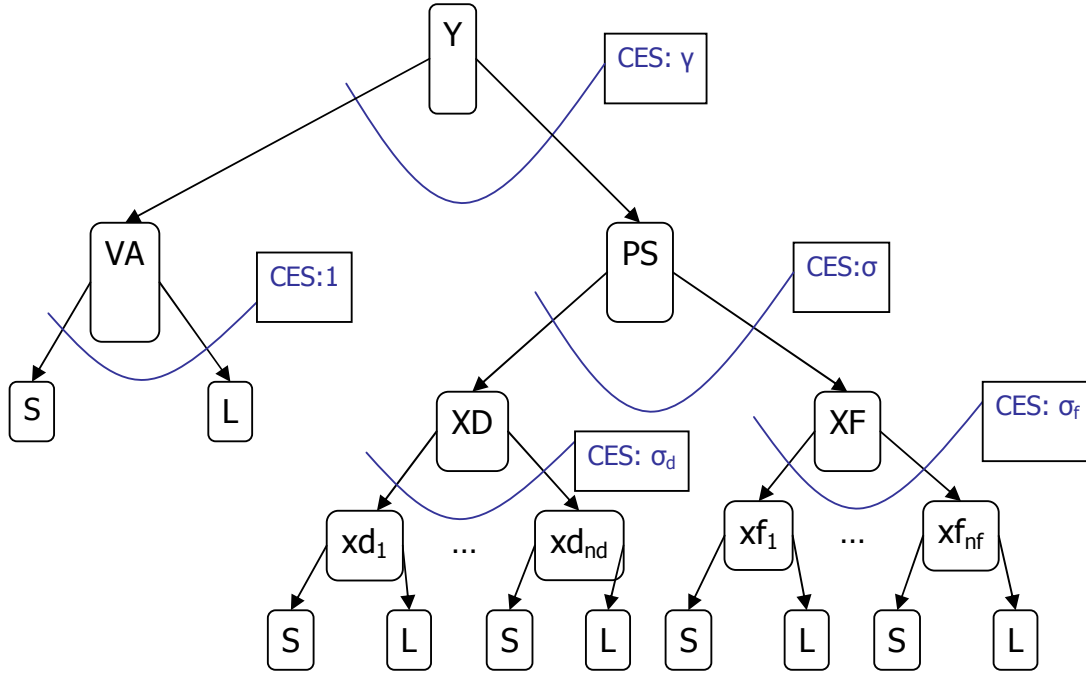 Y
CES: γ
VA
PS
CES:1
CES:σ
S
L
XD
XF
CES: σf
CES: σd
xd1
...
xdnd
xf1
...
xfnf
S
L
S
L
S
L
S
L